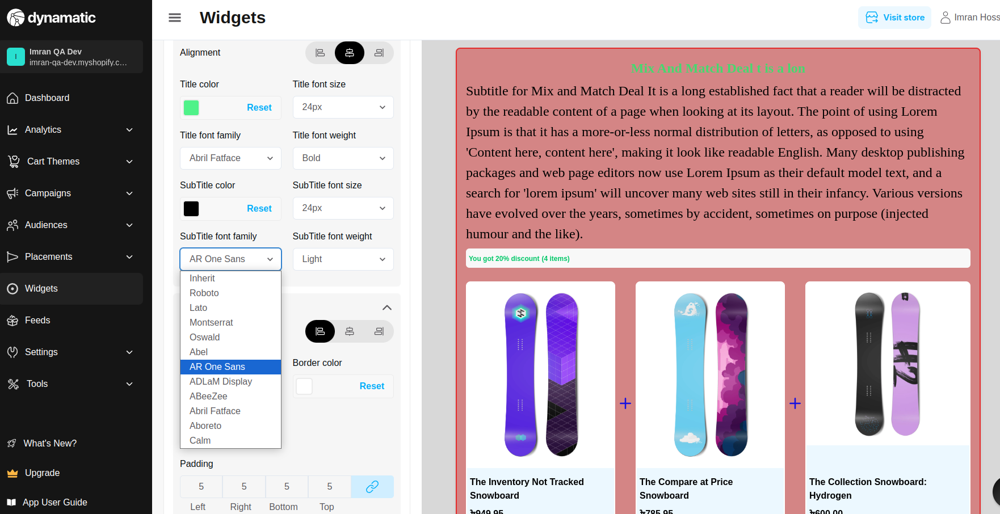 dynamatic
Widgets
Visit store
Imran Hoss
I
Imran QA Dev
imran-qa-dev.myshopify.c...
Dashboard
Analytics
Cart Themes
Campaigns
Audiences
Placements
Widgets
Feeds
Settings
Tools
What's New?
Upgrade
App User Guide
Alignment
Title color
Title font size
Reset
24px
Title font family
Title font weight
Abril Fatface
Bold
SubTitle color
SubTitle font size
Reset
24px
SubTitle font family
SubTitle font weight
AR One Sans
Light
Inherit
Roboto
Lato
Montserrat
Oswald
Abel
AR One Sans
ADLaM Display
ABeeZee
Abril Fatface
Aboreto
Calm
Border color
Reset
Padding
5
5
5
5
Left
Right
Bottom
Top
Mix And Match Deal t is a lon
Subtitle for Mix and Match Deal It is a long established fact that a reader will be distracted
by the readable content of a page when looking at its layout. The point of using Lorem
Ipsum is that it has a more-or-less normal distribution of letters, as opposed to using
'Content here, content here', making it look like readable English. Many desktop publishing
packages and web page editors now use Lorem Ipsum as their default model text, and a
search for 'lorem ipsum' will uncover many web sites still in their infancy. Various versions
have evolved over the years, sometimes by accident, sometimes on purpose (injected
humour and the like).
You got 20% discount (4 items)
+
+
The Inventory Not Tracked
Snowboard
৳949.95
The Compare at Price
Snowboard
৳785.95
The Collection Snowboard:
Hydrogen
৳600.00